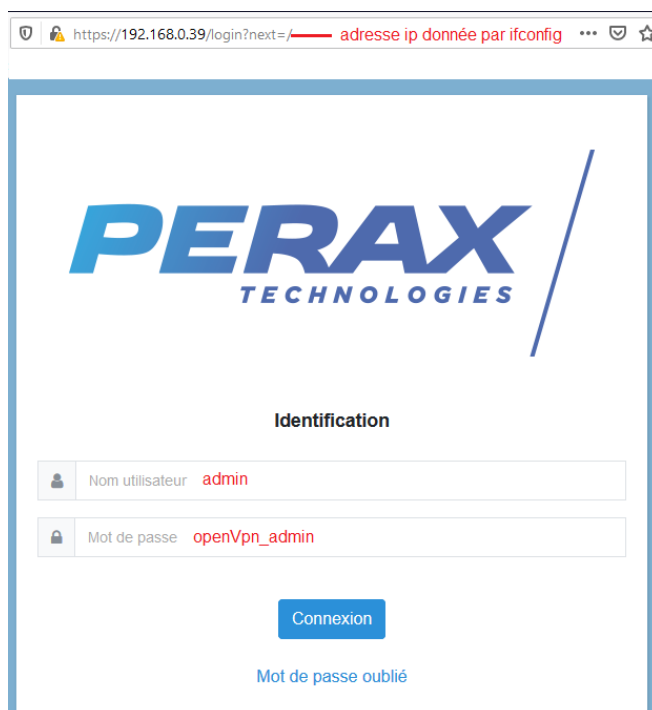 https://192.168.0.39/login?next=/ adresse ip donnée par ifconfig
PERAX
TECHNOLOGIES
Identification
Nom utilisateur admin
Mot de passe openVpn_admin
Connexion
Mot de passe oublié